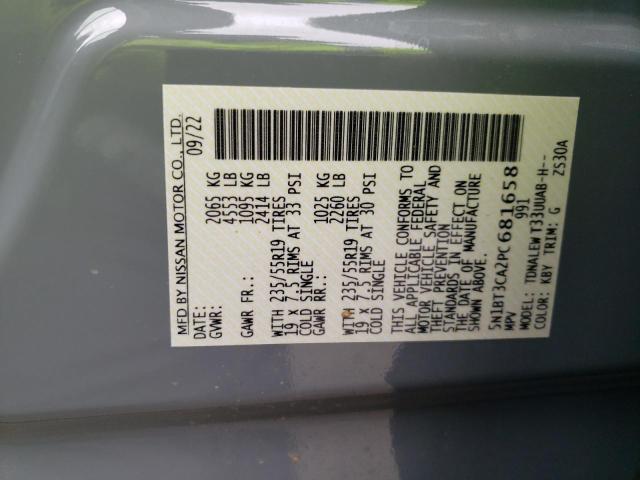 MFD BY NISSAN MOTOR CO., LTD.
DATE: 09/22
GVWR: 2065 KG
4553 LB
GAWR FR.: 1095 KG
2414 LB
WITH 235/55R19 TIRES
19 X 7.5 RIMS AT 33 PSI
COLD SINGLE
GAWR RR.: 1025 KG
2260 LB
WITH 235/55R19 TIRES
19 X 7.5 RIMS AT 30 PSI
COLD SINGLE
THIS VEHICLE CONFORMS TO
ALL APPLICABLE FEDERAL
MOTOR VEHICLE SAFETY AND
THEFT PREVENTION
STANDARDS IN EFFECT ON
THE DATE OF MANUFACTURE
SHOWN ABOVE.
5N1BT3CA2PC681658
MPV 991
MODEL: TDNALEW T33UUAB-H--
COLOR: KBY TRIM: G ZS30A